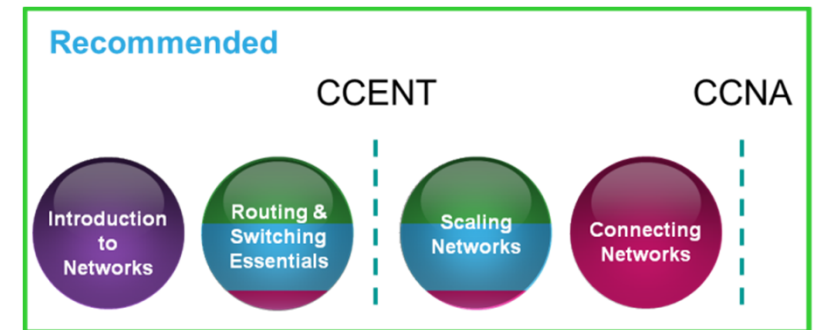 Recommended
CCENT
CCNA
Introduction
to
Networks
Routing &
Switching
Essentials
Scaling
Networks
Connecting
Networks